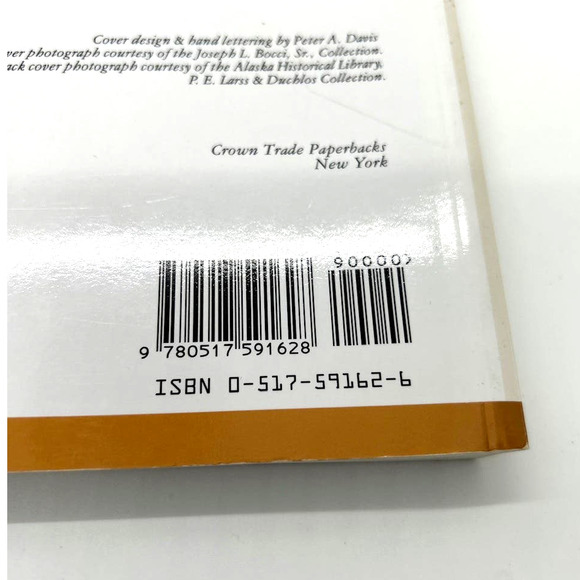 Cover design & hand lettering by Peter A. Davis
ver photograph courtesy of the Joseph L. Bocci, Sr., Collection.
ack cover photograph courtesy of the Alaska Historical Library,
P. E. Larss & Duchlos Collection.
Crown Trade Paperbacks
New York
90000>
9 780517 591628
ISBN 0-517-59162-6